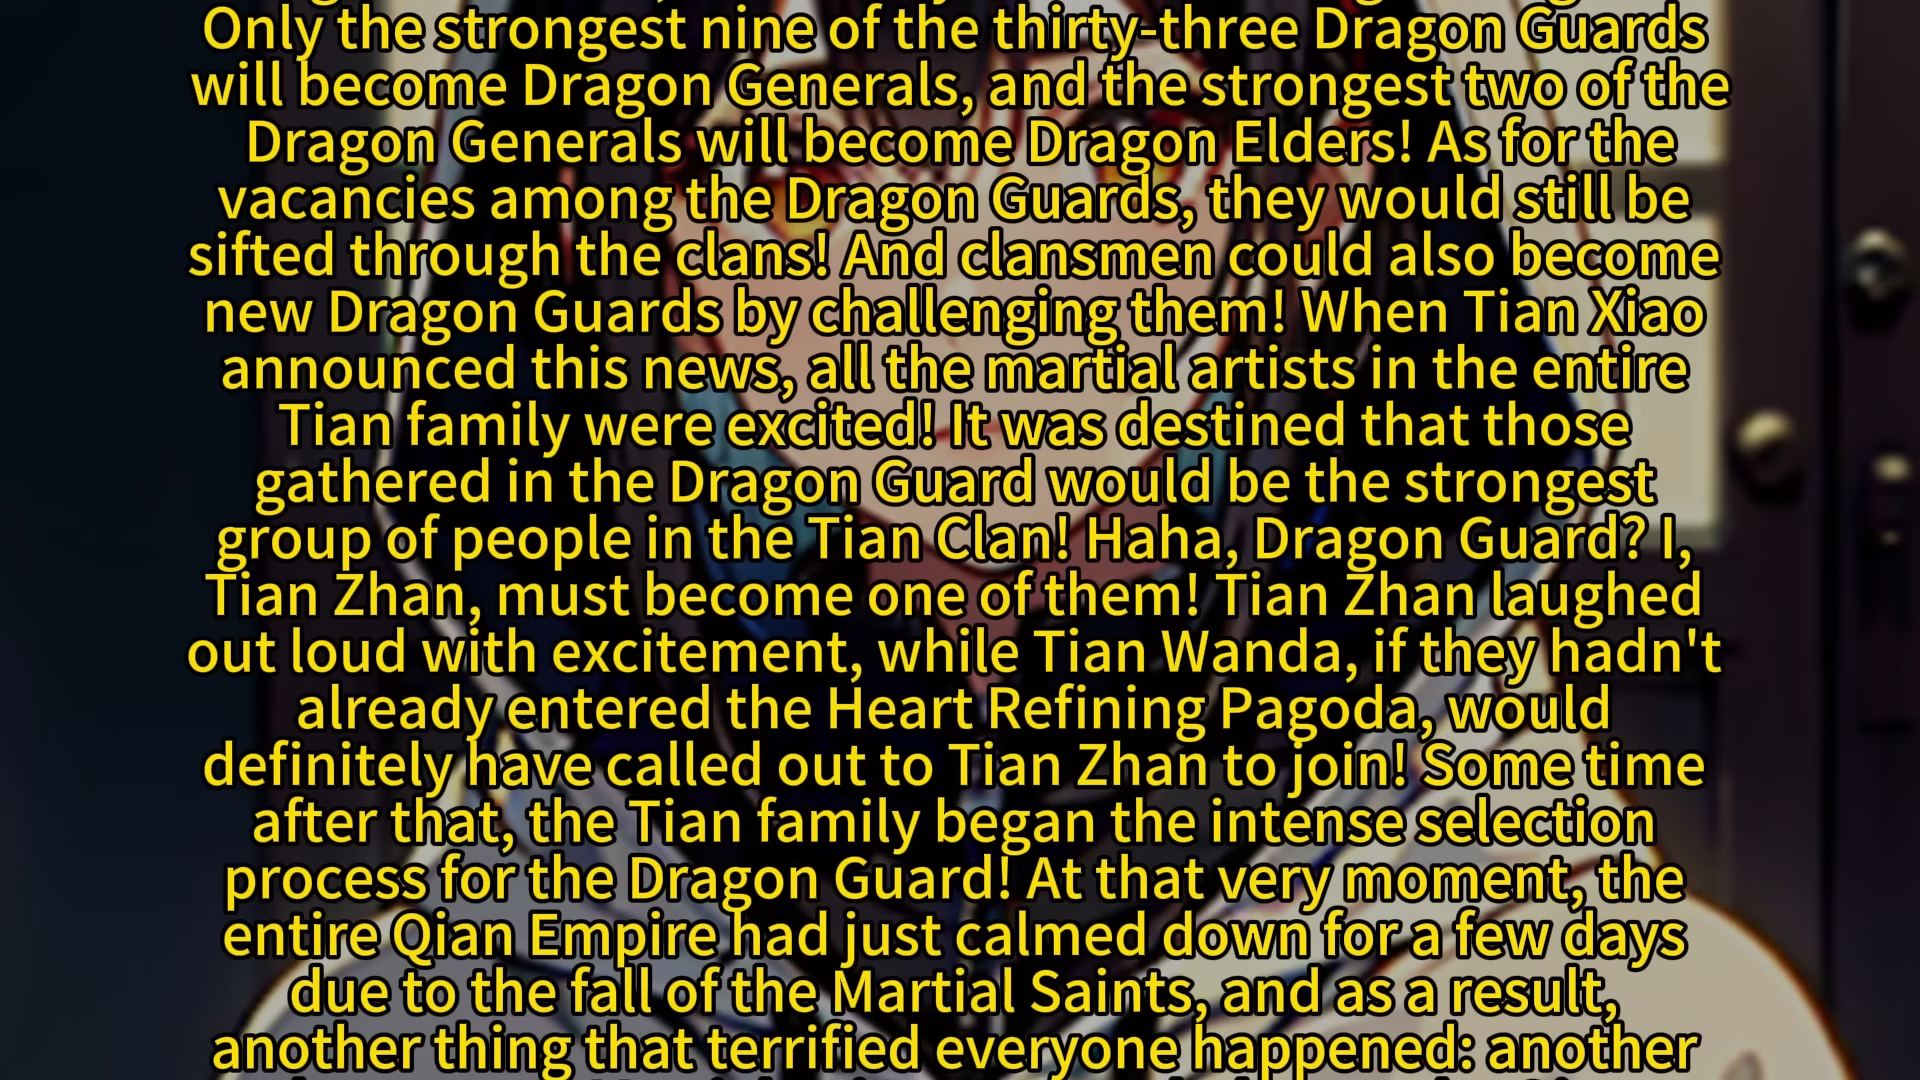 Only the strongest nine of the thirty-three Dragon Guards
will become Dragon Generals, and the strongest two of the
Dragon Generals will become Dragon Elders! As for the
vacancies among the Dragon Guards, they would still be
sifted through the clans! And clansmen could also become
new Dragon Guards by challenging them! When Tian Xiao
announced this news, all the martial artists in the entire
Tian family were excited! It was destined that those
gathered in the Dragon Guard would be the strongest
group of people in the Tian Clan! Haha, Dragon Guard? I,
Tian Zhan, must become one of them! Tian Zhan laughed
out loud with excitement, while Tian Wanda, if they hadn't
already entered the Heart Refining Pagoda, would
definitely have called out to Tian Zhan to join! Some time
after that, the Tian family began the intense selection
process for the Dragon Guard! At that very moment, the
entire Qian Empire had just calmed down for a few days
due to the fall of the Martial Saints, and as a result,
another thing that terrified everyone happened: another